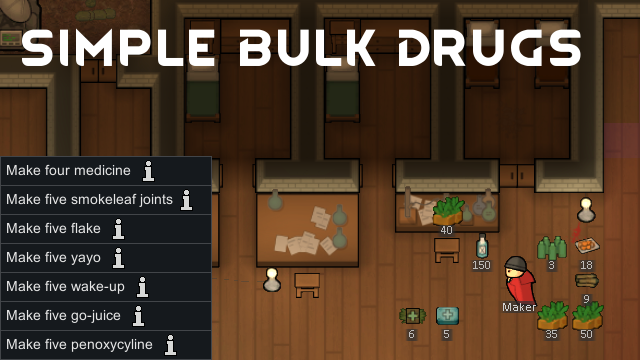 SIMPLE BULK DRUGS
Make four medicine
Make five smokeleaf joints
Make five flake
Make five yayo
Make five wake-up
Make five go-juice
Make five penoxycyline
40
150
3
18
9
Maker
6
5
35
50